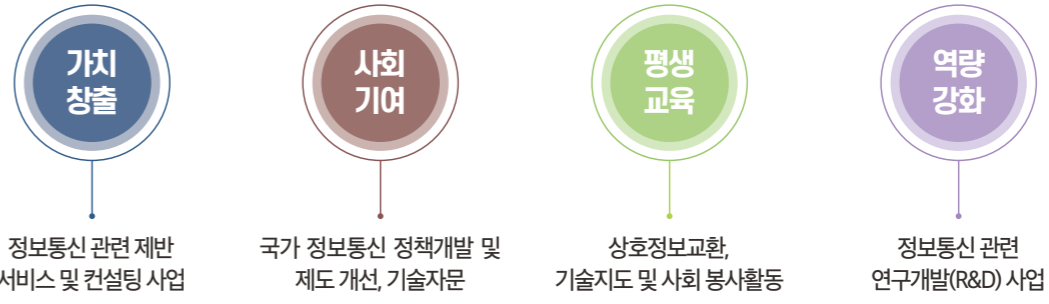 가치
창출
사회
기여
평생
교육
역량
강화
정보통신 관련 제반
서비스 및 컨설팅 사업
국가 정보통신 정책개발 및
제도 개선, 기술자문
상호정보교환,
기술지도 및 사회 봉사활동
정보통신 관련
연구개발(R&D) 사업